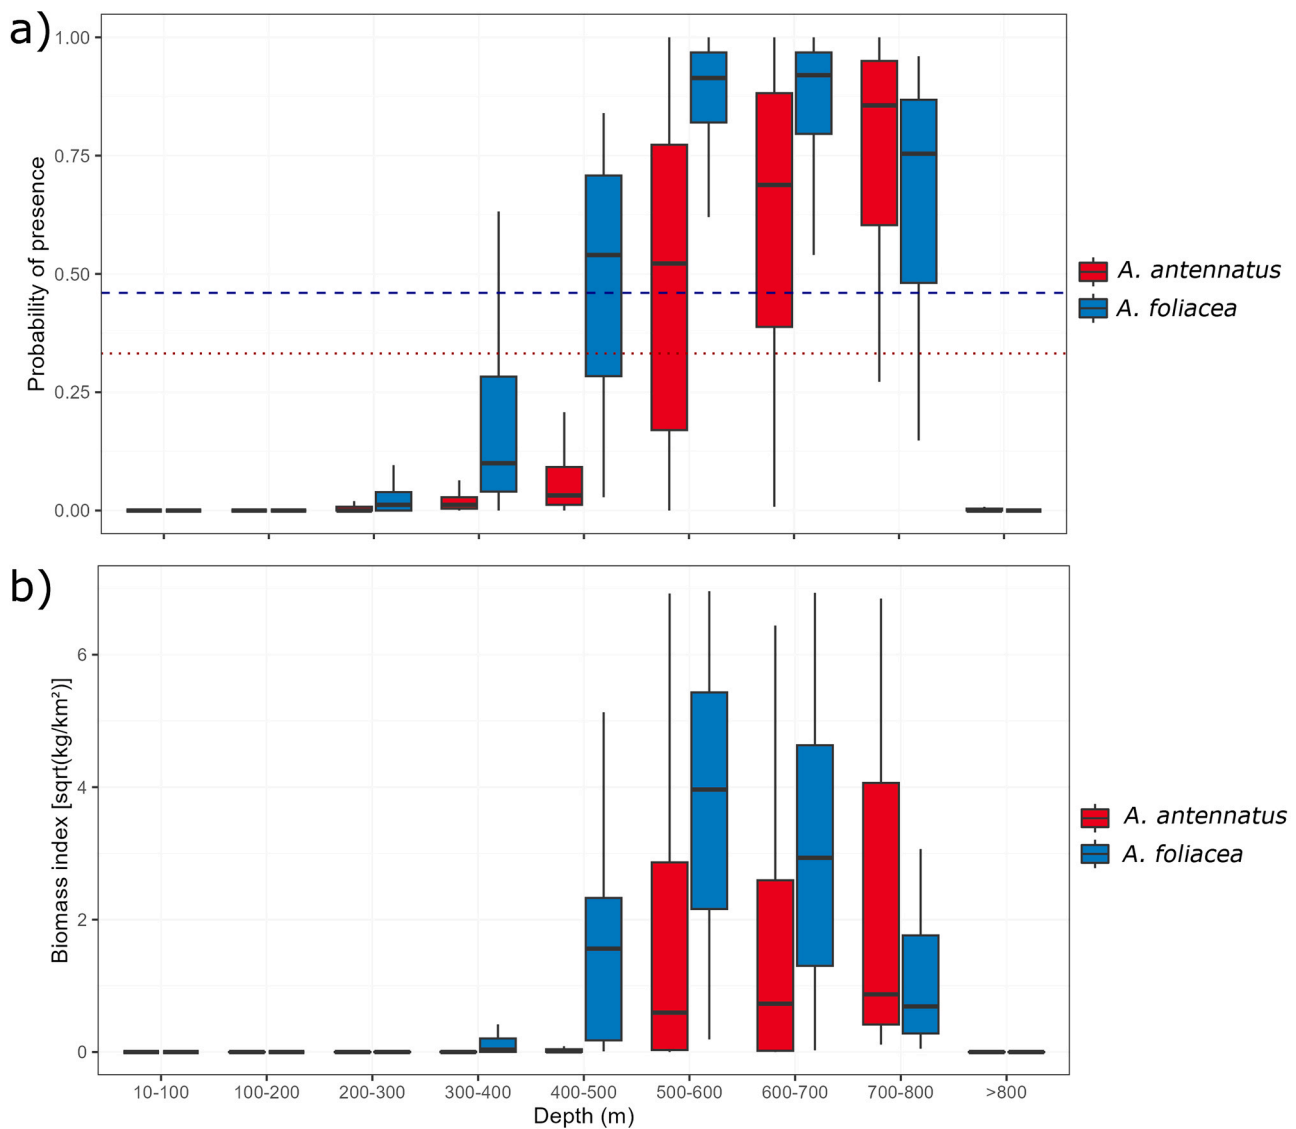 a)
1.00
0.75
0.50
0.25
0.00
Probability of presence
A. antennatus
A. foliacea
b)
6
4
2
0
Biomass index [sqrt(kg/km²)]
A. antennatus
A. foliacea
10-100 100-200 200-300 300-400 400-500 500-600 600-700 700-800 >800
Depth (m)